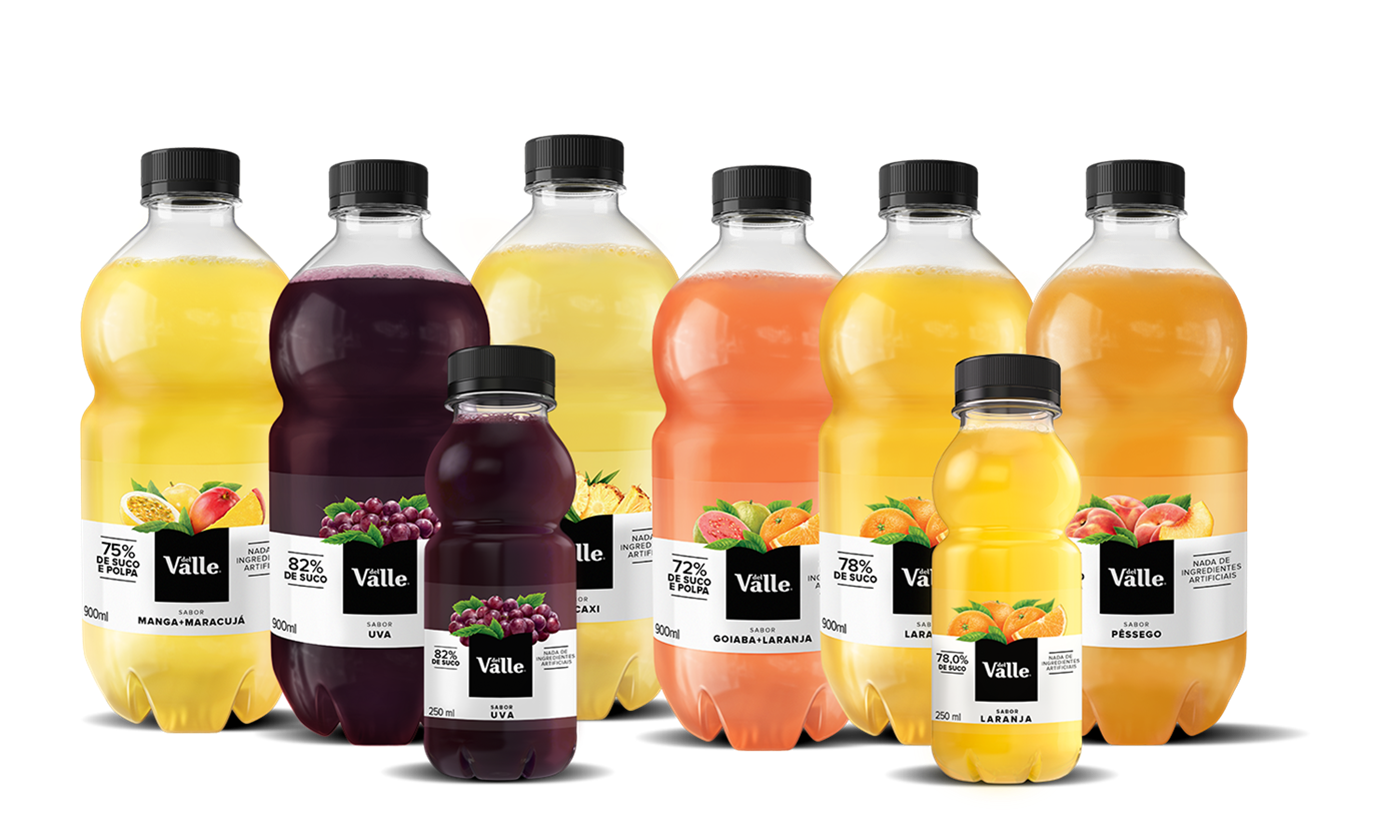 75%
DE SUCO
E POLPA
del
Valle
NADA
900ml
SABOR
MANGA+MARACUJÁ
82%
DE SUCO
del
Valle
900ml
SABOR
UVA
82%
DE SUCO
del
Valle
NADA DE
INGREDIENTES
ARTIFICIAIS
250 ml
SABOR
UVA
72%
DE SUCO
E POLPA
del
Valle
900ml
SABOR
GOIABA+LARANJA
78%
DE SUCO
900ml
SABOR
78,0%
DE SUCO
del
Valle
NADA DE
INGREDIENTES
ARTIFICIAIS
250 ml
SABOR
LARANJA
del
Valle
NADA DE
INGREDIENTES
ARTIFICIAIS
SABOR
PÊSSEGO